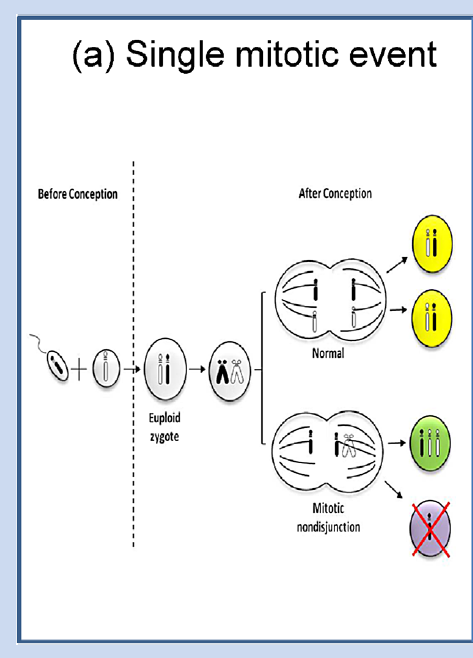 (a) Single mitotic event
Before Conception
After Conception
Normal
Euploid
zygote
Mitotic
nondisjunction